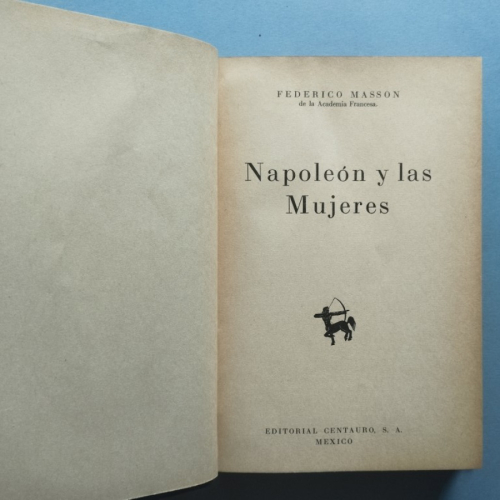 FEDERICO MASSON
de la Academia Francesa.
Napoleón y las
Mujeres
EDITORIAL CENTAURO, S. A.
MEXICO